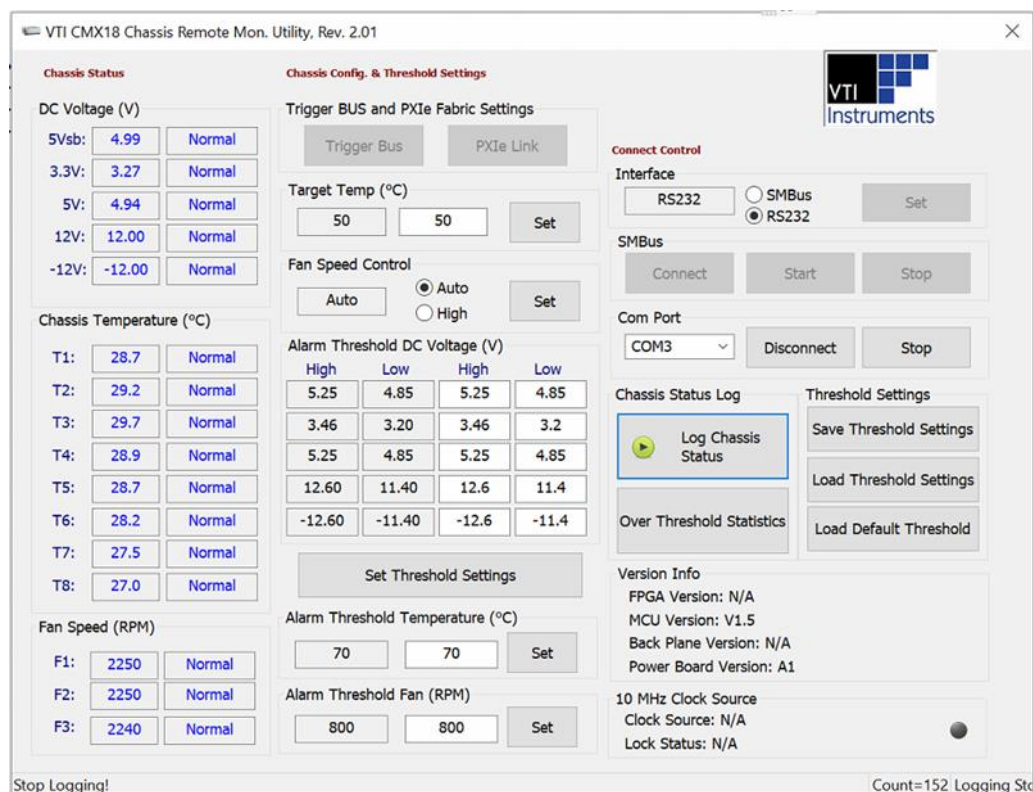 VTI CMX18 Chassis Remote Mon. Utility, Rev. 2.01
Chassis Status
DC Voltage (V)
5Vsb: 4.99 Normal
3.3V: 3.27 Normal
5V: 4.94 Normal
12V: 12.00 Normal
-12V: -12.00 Normal
Chassis Temperature (ºC)
T1: 28.7 Normal
T2: 29.2 Normal
T3: 29.7 Normal
T4: 28.9 Normal
T5: 28.7 Normal
T6: 28.2 Normal
T7: 27.5 Normal
T8: 27.0 Normal
Fan Speed (RPM)
F1: 2250 Normal
F2: 2250 Normal
F3: 2240 Normal
Chassis Config. & Threshold Settings
Trigger BUS and PXIe Fabric Settings
Trigger Bus PXIe Link
Target Temp (ºC)
50 50 Set
Fan Speed Control
Auto
Auto
High
Set
Alarm Threshold DC Voltage (V)
High Low High Low
5.25 4.85 5.25 4.85
3.46 3.20 3.46 3.2
5.25 4.85 5.25 4.85
12.60 11.40 12.6 11.4
-12.60 -11.40 -12.6 -11.4
Set Threshold Settings
Alarm Threshold Temperature (ºC)
70 70 Set
Alarm Threshold Fan (RPM)
800 800 Set
VTI
Instruments
Connect Control
Interface
RS232
SMBus
RS232
Set
SMBus
Connect Start Stop
Com Port
COM3 Disconnect Stop
Chassis Status Log
Log Chassis
Status
Over Threshold Statistics
Threshold Settings
Save Threshold Settings
Load Threshold Settings
Load Default Threshold
Version Info
FPGA Version: N/A
MCU Version: V1.5
Back Plane Version: N/A
Power Board Version: A1
10 MHz Clock Source
Clock Source: N/A
Lock Status: N/A
Stop Logging!
Count=152 Logging Sto